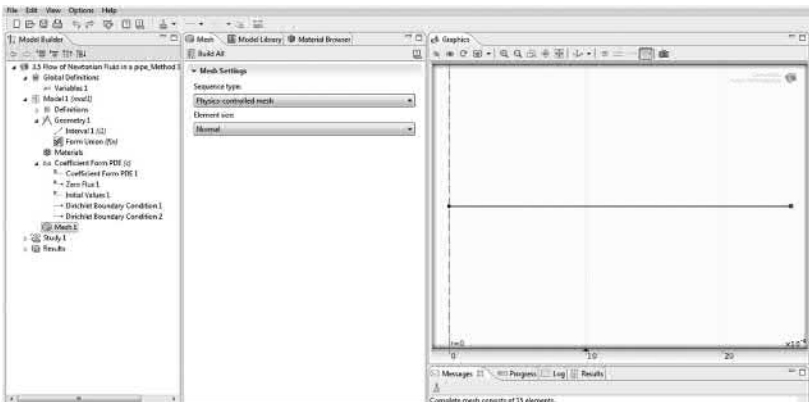 File Edit View Options Help
Model Builder
3.5 Flow of Newtonian Fluid in a pipe_Method 1
Global Definitions
Variables 1
Model 1 (mod1)
Definitions
Geometry 1
Interval 1 (i1)
Form Union (fin)
Materials
Coefficient Form PDE (c)
Coefficient Form PDE 1
Zero Flux 1
Initial Values 1
Dirichlet Boundary Condition 1
Dirichlet Boundary Condition 2
Mesh 1
Study 1
Results
Mesh Model Library Material Browser
Build All
Mesh Settings
Sequence type:
Physics-controlled mesh
Element size:
Normal
Graphics
r=0
0 10 20
Messages Progress Log Results
Complete mesh consists of 15 elements.